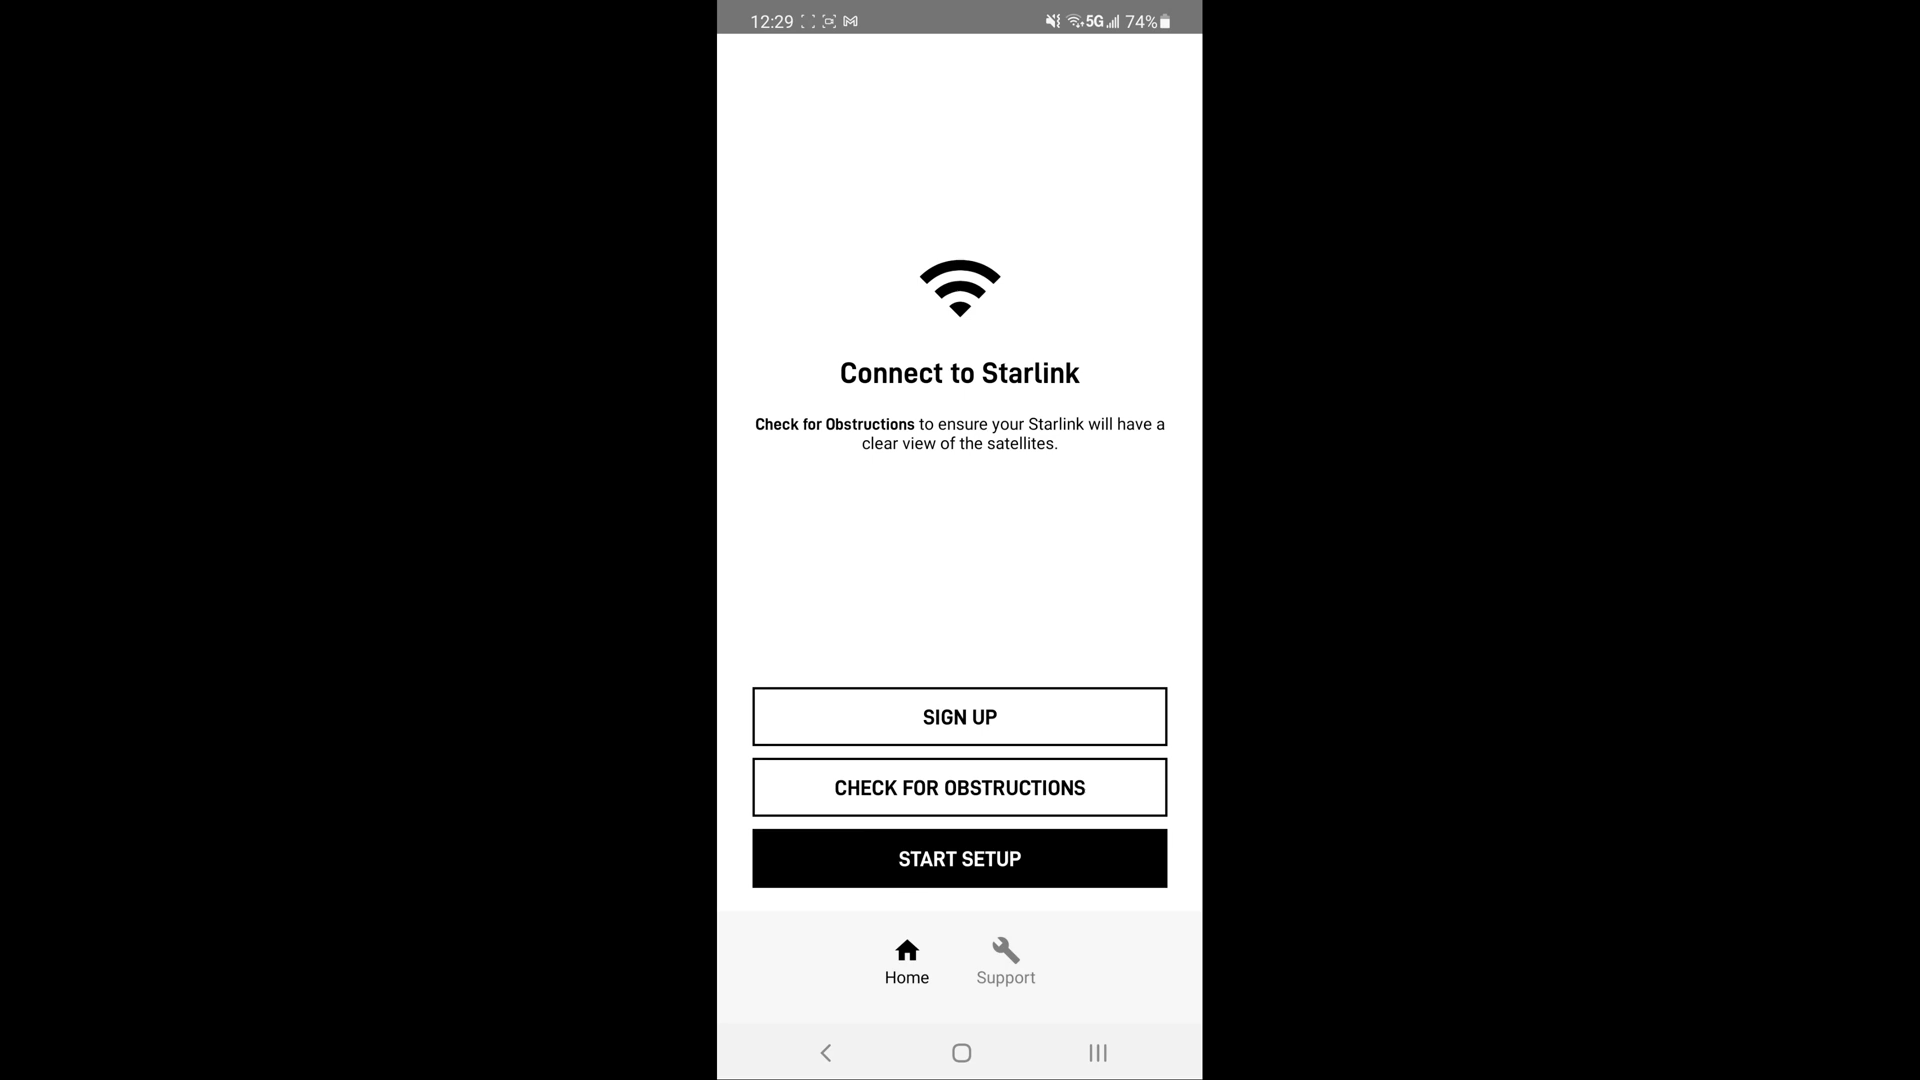 12:29 5G 74%
Connect to Starlink
Check for Obstructions to ensure your Starlink will have a
clear view of the satellites.
SIGN UP
CHECK FOR OBSTRUCTIONS
START SETUP
Home Support